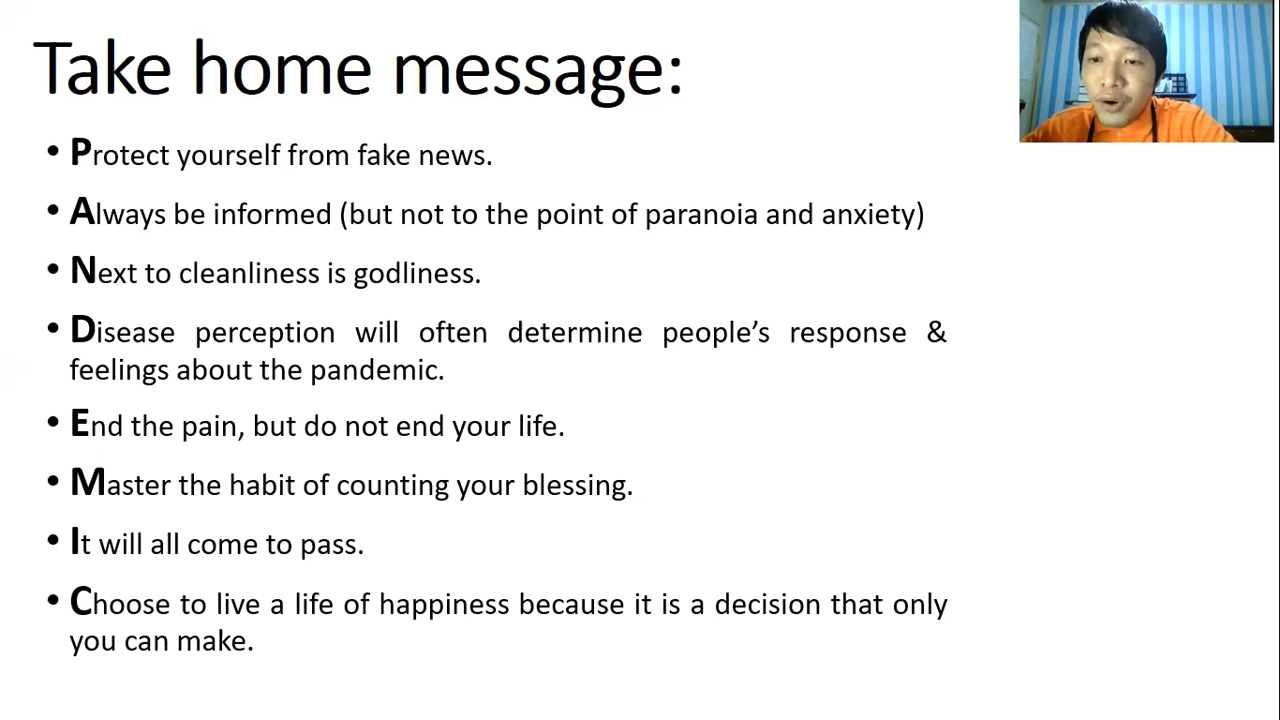 Take home message:
• Protect yourself from fake news.
• Always be informed (but not to the point of paranoia and anxiety)
• Next to cleanliness is godliness.
• Disease perception will often determine people’s response &
feelings about the pandemic.
• End the pain, but do not end your life.
• Master the habit of counting your blessing.
• It will all come to pass.
• Choose to live a life of happiness because it is a decision that only
you can make.